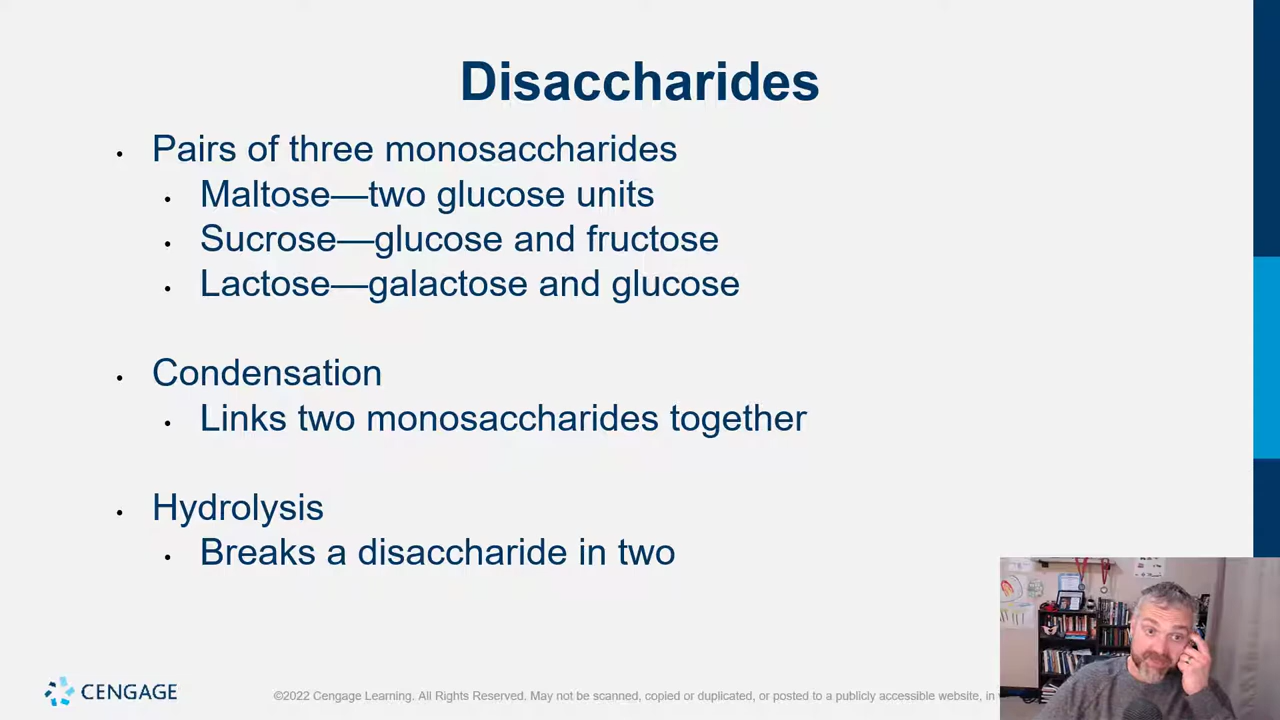 Disaccharides
• Pairs of three monosaccharides
• Maltose—two glucose units
• Sucrose—glucose and fructose
• Lactose—galactose and glucose
• Condensation
• Links two monosaccharides together
• Hydrolysis
• Breaks a disaccharide in two
CENGAGE
©2022 Cengage Learning. All Rights Reserved. May not be scanned, copied or duplicated, or posted to a publicly accessible website, in